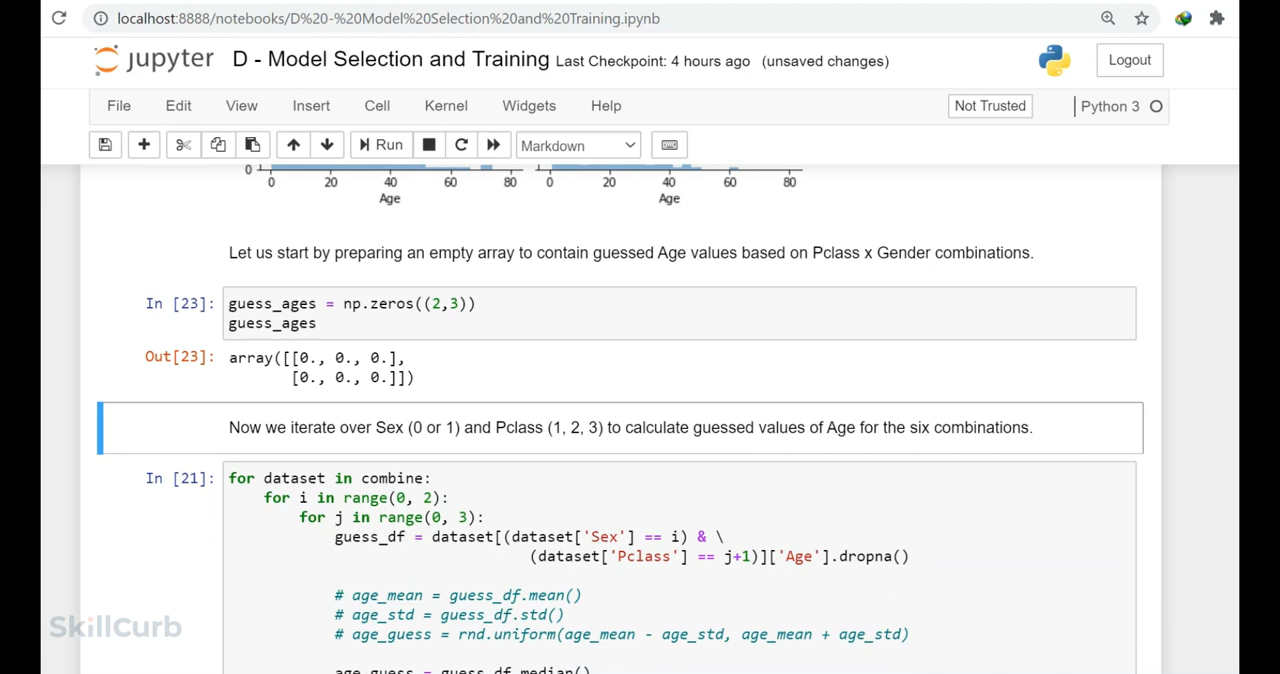 localhost:8888/notebooks/D%20-%20Model%20Selection%20and%20Training.ipynb
jupyter D - Model Selection and Training Last Checkpoint: 4 hours ago (unsaved changes) Logout
File Edit View Insert Cell Kernel Widgets Help Not Trusted Python 3
Run Markdown
0
0 20 40 60 80 0 20 40 60 80
Age Age
Let us start by preparing an empty array to contain guessed Age values based on Pclass x Gender combinations.
In [23]: guess_ages = np.zeros((2,3))
guess_ages
Out[23]: array([[0., 0., 0.],
[0., 0., 0.]])
Now we iterate over Sex (0 or 1) and Pclass (1, 2, 3) to calculate guessed values of Age for the six combinations.
In [21]: for dataset in combine:
for i in range(0, 2):
for j in range(0, 3):
guess_df = dataset[(dataset['Sex'] == i) & \
(dataset['Pclass'] == j+1)]['Age'].dropna()
# age_mean = guess_df.mean()
# age_std = guess_df.std()
# age_guess = rnd.uniform(age_mean - age_std, age_mean + age_std)
age_guess = guess_df.median()
SkillCurb